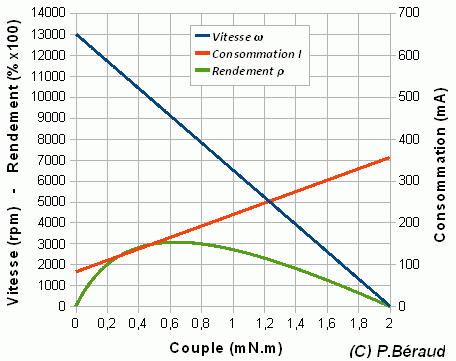 Vitesse (rpm) - Rendement (% x100)
14000
13000
12000
11000
10000
9000
8000
7000
6000
5000
4000
3000
2000
1000
0
Vitesse ω
Consommation I
Rendement ρ
700
600
500
400
300
200
100
0
Consommation (mA)
0 0,2 0,4 0,6 0,8 1 1,2 1,4 1,6 1,8 2
Couple (mN.m)
(C) P.Béraud